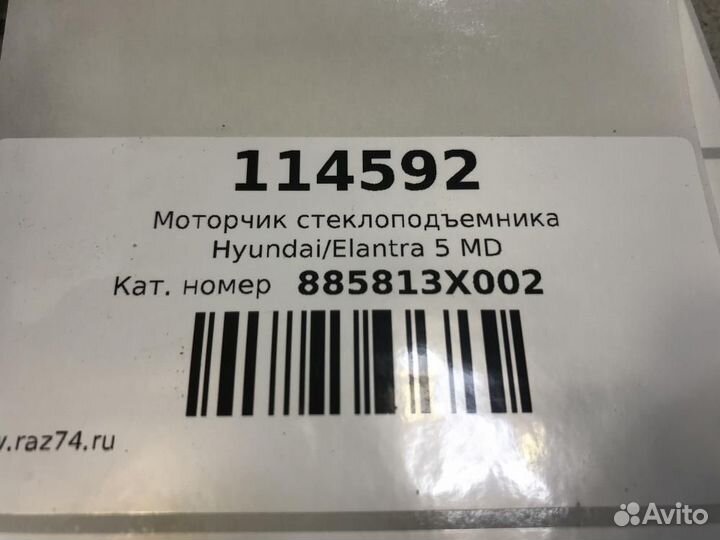 114592
Моторчик стеклоподъемника
Hyundai/Elantra 5 MD
Кат. номер 885813X002
.raz74.ru
Avito